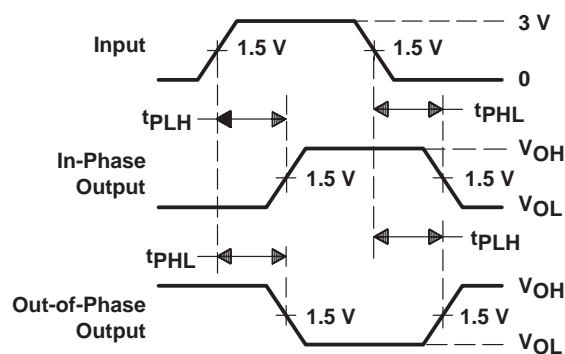 3 V
Input
1.5 V
1.5 V
0
tPLH
tPHL
In-Phase
Output
VOH
1.5 V
1.5 V
VOL
tPHL
tPLH
Out-of-Phase
Output
VOH
1.5 V
1.5 V
VOL